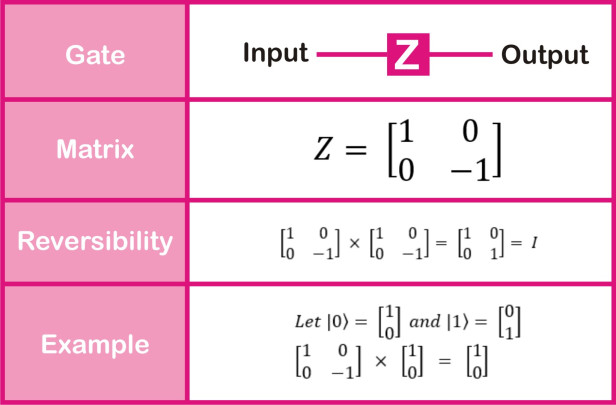 Gate
Input Z Output
Matrix
Z = [1 0
0 −1]
Reversibility
[1 0
0 −1] × [1 0
0 −1] = [1 0
0 1] = I
Example
Let |0⟩ = [1
0] and |1⟩ = [0
1]
[1 0
0 −1] × [1
0] = [1
0]